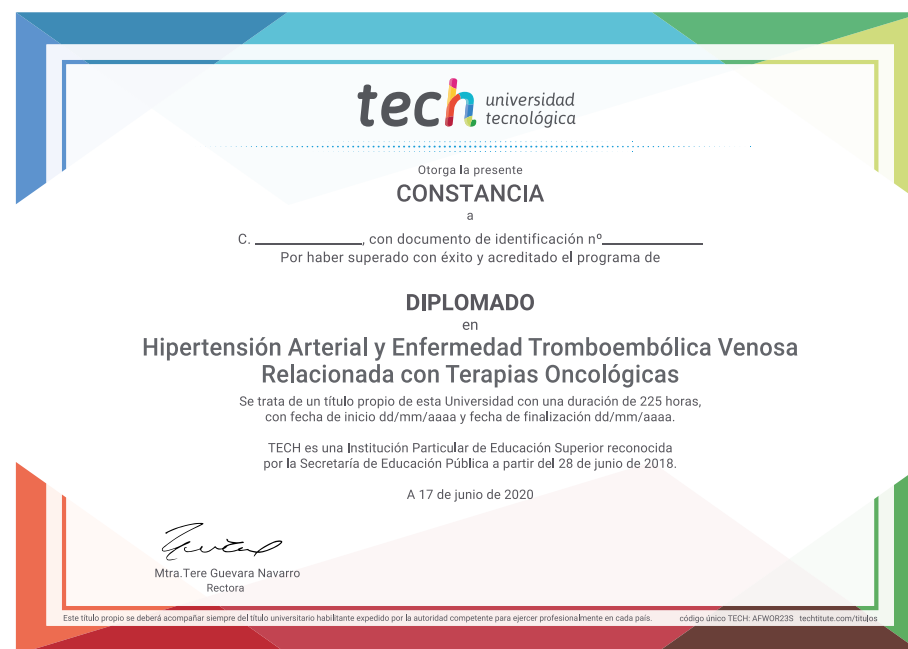 tech universidad
tecnológica
Otorga la presente
CONSTANCIA
a
C. ____________, con documento de identificación nº____________
Por haber superado con éxito y acreditado el programa de
DIPLOMADO
en
Hipertensión Arterial y Enfermedad Tromboembólica Venosa
Relacionada con Terapias Oncológicas
Se trata de un título propio de esta Universidad con una duración de 225 horas,
con fecha de inicio dd/mm/aaaa y fecha de finalización dd/mm/aaaa.
TECH es una Institución Particular de Educación Superior reconocida
por la Secretaría de Educación Pública a partir del 28 de junio de 2018.
A 17 de junio de 2020
Mtra.Tere Guevara Navarro
Rectora
Este título propio se deberá acompañar siempre del título universitario habilitante expedido por la autoridad competente para ejercer profesionalmente en cada país. código único TECH: AFWOR23S techtitute.com/titulos